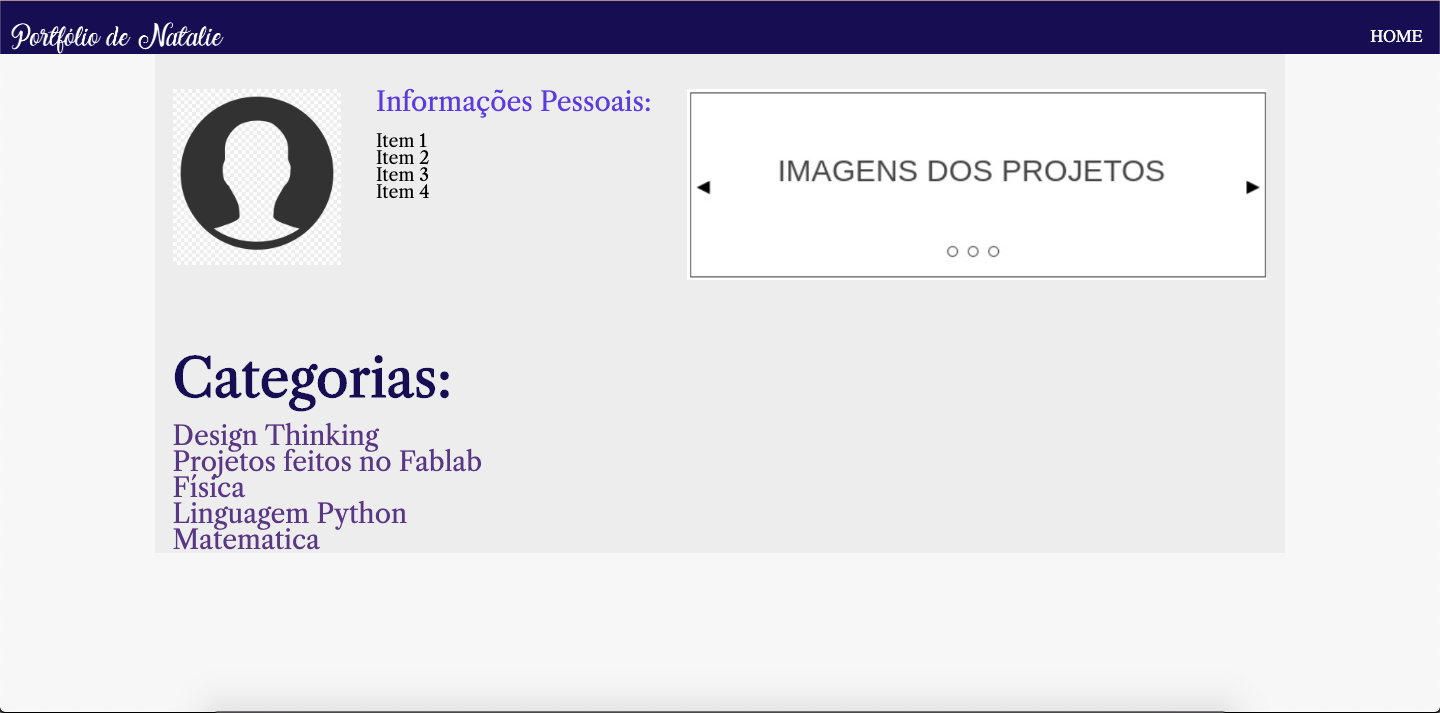 Portfólio de Natalie
HOME
Informações Pessoais:
Item 1
Item 2
Item 3
Item 4
IMAGENS DOS PROJETOS
Categorias:
Design Thinking
Projetos feitos no Fablab
Física
Linguagem Python
Matemática